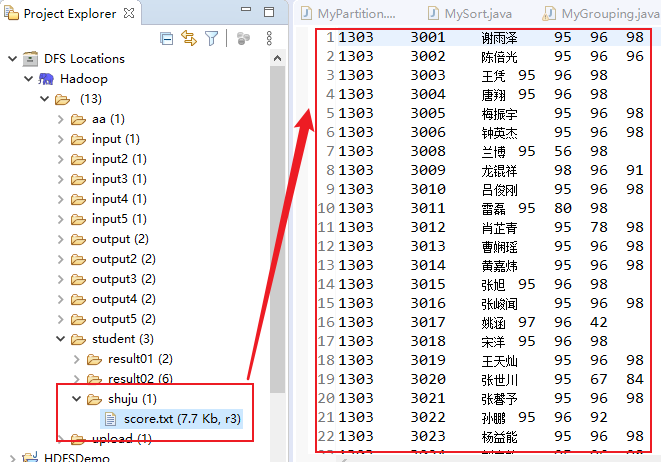 Project Explorer
DFS Locations
Hadoop
(13)
aa (1)
input (1)
input2 (1)
input3 (1)
input4 (1)
input5 (1)
output (2)
output2 (2)
output3 (2)
output4 (2)
output5 (2)
student (3)
result01 (2)
result02 (6)
shuju (1)
score.txt (7.7 Kb, r3)
upload (1)
HDFSDemo
MyPartition.... MySort.java MyGrouping.java
1 1303 3001 谢雨泽 95 96 98
2 1303 3002 陈倍光 95 96 96
3 1303 3003 王凭 95 96 98
4 1303 3004 唐翔 95 96 98
5 1303 3005 梅振宇 95 96 98
6 1303 3006 钟英杰 95 96 98
7 1303 3008 兰博 95 56 98
8 1303 3009 龙锟祥 98 96 91
9 1303 3010 吕俊刚 95 96 98
10 1303 3011 雷磊 95 80 98
11 1303 3012 肖芷青 95 78 98
12 1303 3013 曹娴瑶 95 96 98
13 1303 3014 黄嘉炜 95 96 98
14 1303 3015 张旭 95 96 98
15 1303 3016 张峻闻 95 96 98
16 1303 3017 姚涵 97 96 42
17 1303 3018 宋洋 95 96 98
18 1303 3019 王天灿 95 96 98
19 1303 3020 张世川 95 67 84
20 1303 3021 张馨予 95 96 98
21 1303 3022 孙鹏 95 96 92
22 1303 3023 杨益能 95 96 98